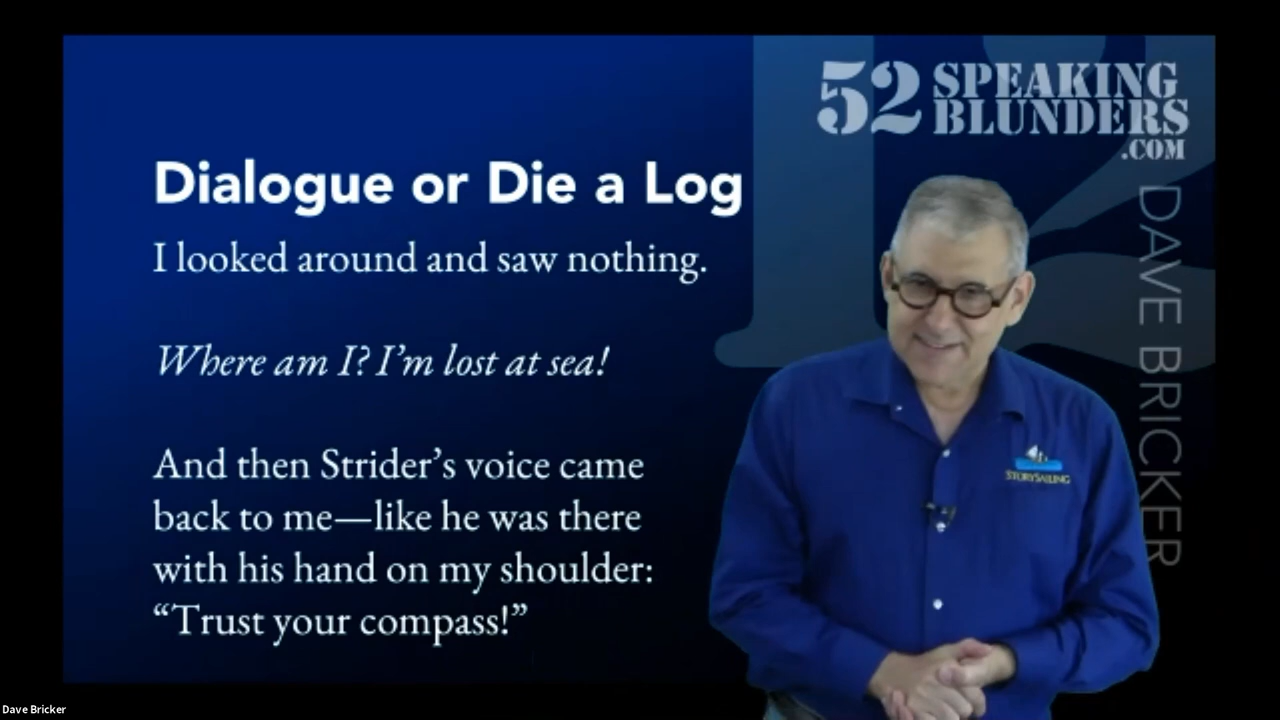 52 SPEAKING
BLUNDERS
.COM
DAVE BRICKER
Dialogue or Die a Log
I looked around and saw nothing.
Where am I? I’m lost at sea!
And then Strider’s voice came
back to me—like he was there
with his hand on my shoulder:
“Trust your compass!”
STORYSAILING
12
Dave Bricker